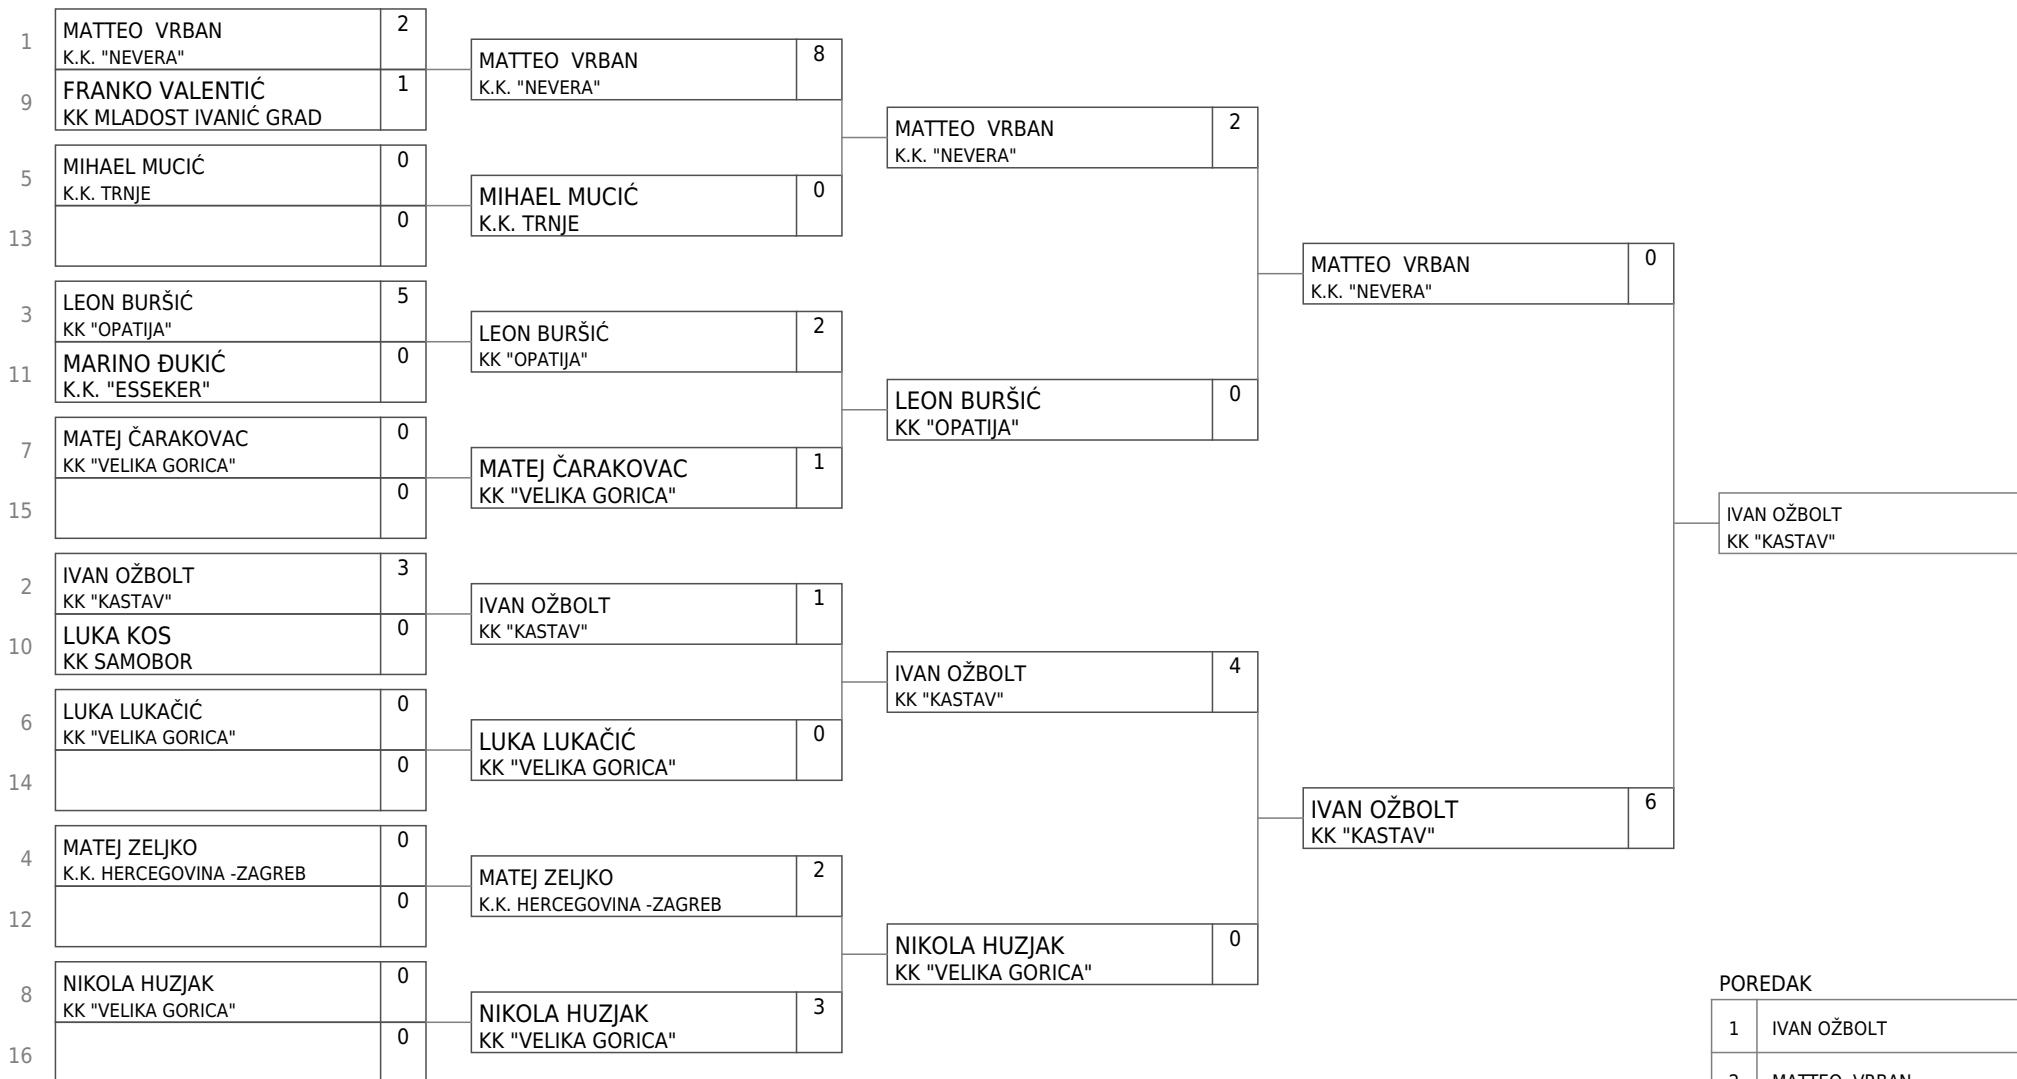 1
MATTEO  VRBAN
K.K. "NEVERA"
2
9
FRANKO VALENTIĆ
KK MLADOST IVANIĆ GRAD
1
5
MIHAEL MUCIĆ
K.K. TRNJE
0
13
0
3
LEON BURŠIĆ
KK "OPATIJA"
5
11
MARINO ĐUKIĆ
K.K. "ESSEKER"
0
7
MATEJ ČARAKOVAC
KK "VELIKA GORICA"
0
15
0
2
IVAN OŽBOLT
KK "KASTAV"
3
10
LUKA KOS
KK SAMOBOR
0
6
LUKA LUKAČIĆ
KK "VELIKA GORICA"
0
14
0
4
MATEJ ZELJKO
K.K. HERCEGOVINA -ZAGREB
0
12
0
8
NIKOLA HUZJAK
KK "VELIKA GORICA"
0
16
0
MATTEO  VRBAN
K.K. "NEVERA"
8
MIHAEL MUCIĆ
K.K. TRNJE
0
LEON BURŠIĆ
KK "OPATIJA"
2
MATEJ ČARAKOVAC
KK "VELIKA GORICA"
1
IVAN OŽBOLT
KK "KASTAV"
1
LUKA LUKAČIĆ
KK "VELIKA GORICA"
0
MATEJ ZELJKO
K.K. HERCEGOVINA -ZAGREB
2
NIKOLA HUZJAK
KK "VELIKA GORICA"
3
MATTEO  VRBAN
K.K. "NEVERA"
2
LEON BURŠIĆ
KK "OPATIJA"
0
IVAN OŽBOLT
KK "KASTAV"
4
NIKOLA HUZJAK
KK "VELIKA GORICA"
0
MATTEO  VRBAN
K.K. "NEVERA"
0
IVAN OŽBOLT
KK "KASTAV"
6
IVAN OŽBOLT
KK "KASTAV"
POREDAK
1 IVAN OŽBOLT
2 MATTEO  VRBAN